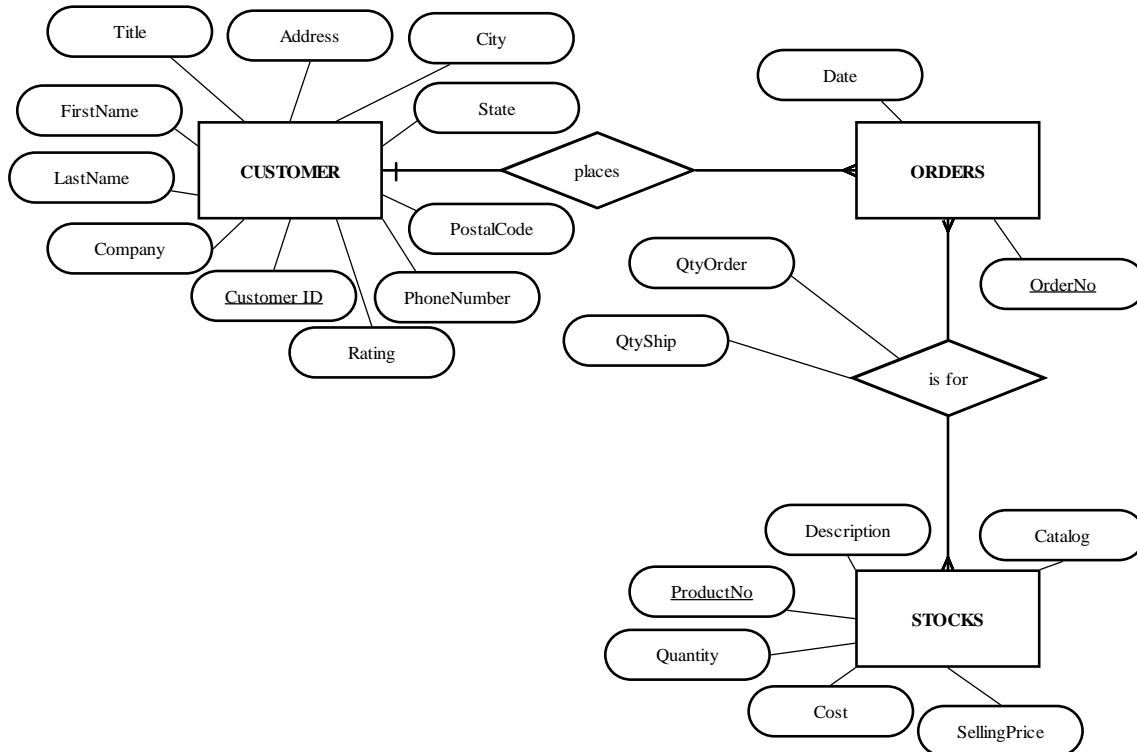 Title
Address
City
Date
FirstName
State
CUSTOMER
places
ORDERS
LastName
PostalCode
Company
QtyOrder
Customer ID
PhoneNumber
OrderNo
QtyShip
Rating
is for
Description
Catalog
ProductNo
STOCKS
Quantity
Cost
SellingPrice